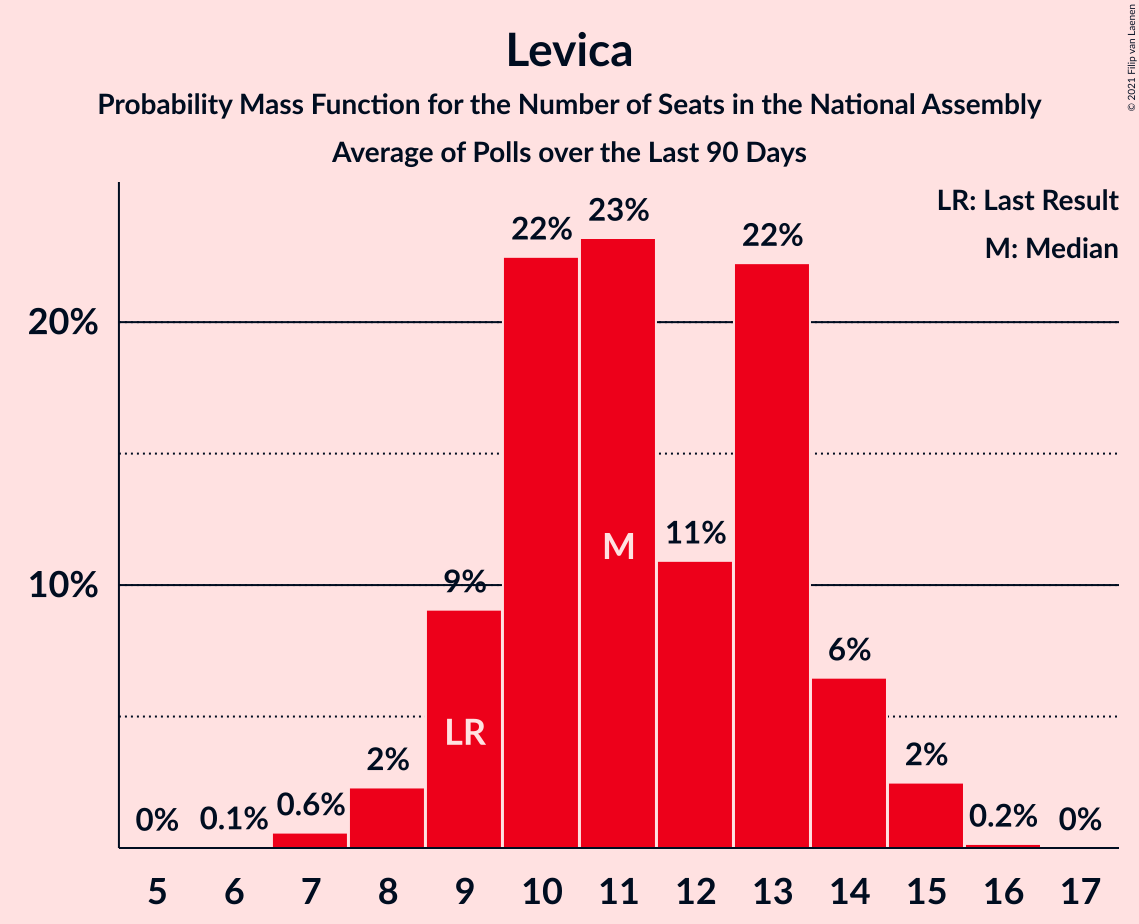 Levica
Probability Mass Function for the Number of Seats in the National Assembly
Average of Polls over the Last 90 Days
© 2021 Filip van Laenen
LR: Last Result
M: Median
20%
10%
0%
0.1%
0.6%
2%
9%
22%
23%
11%
22%
6%
2%
0.2%
0%
LR
M
5 6 7 8 9 10 11 12 13 14 15 16 17